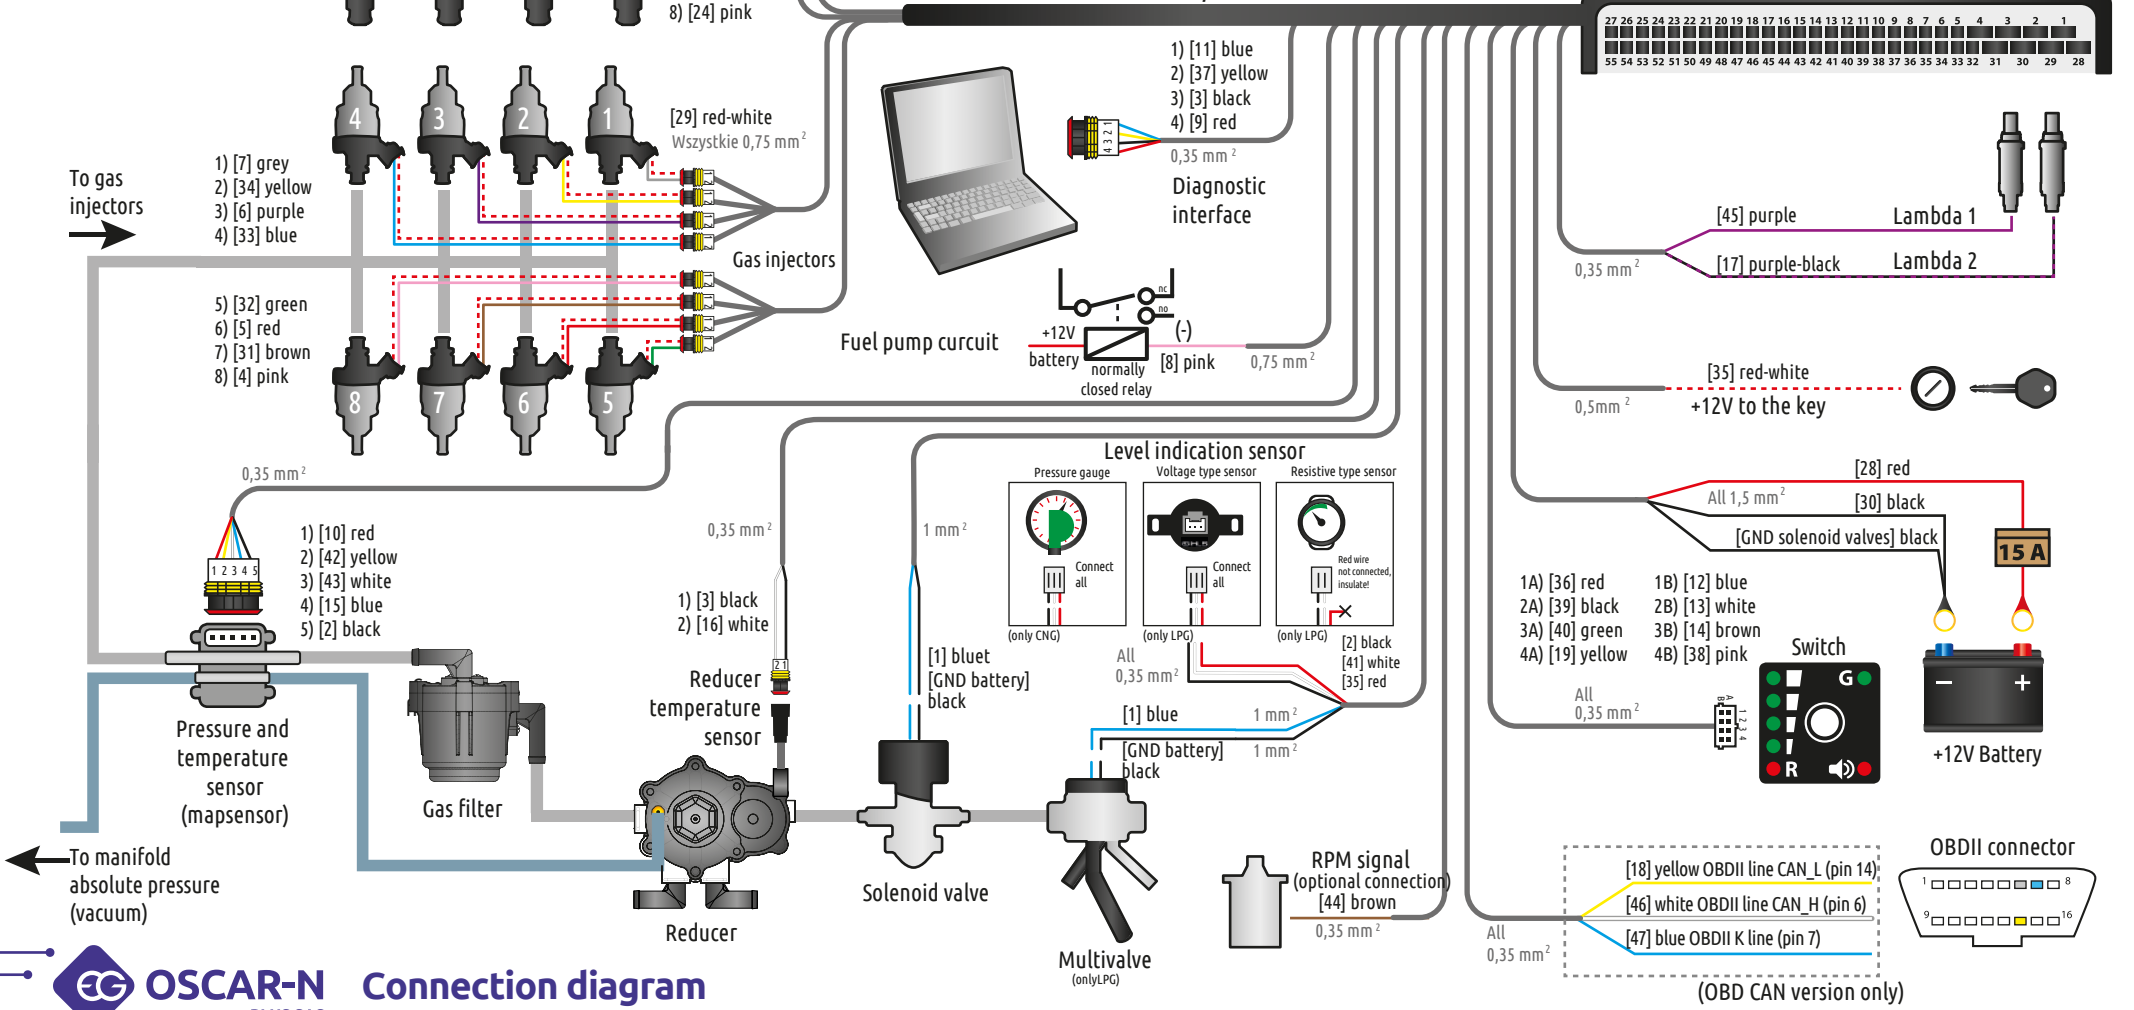 8) [24] pink
27 26 25 24 23 22 21 20 19 18 17 16 15 14 13 12 11 10 9 8 7 6 5 4 3 2 1
55 54 53 52 51 50 49 48 47 46 45 44 43 42 41 40 39 38 37 36 35 34 33 32 31 30 29 28
4 3 2 1
[29] red-white
Wszystkie 0,75 mm²
1) [7] grey
2) [34] yellow
3) [6] purple
4) [33] blue
To gas
injectors
Gas injectors
5) [32] green
6) [5] red
7) [31] brown
8) [4] pink
8 7 6 5
1) [11] blue
2) [37] yellow
3) [3] black
4) [9] red
4 3 2 1
0,35 mm²
Diagnostic
interface
nc
no
Fuel pump curcuit
+12V
battery
(-)
[8] pink
normally
closed relay
0,75 mm²
[45] purple
Lambda 1
[17] purple-black
Lambda 2
0,35 mm²
[35] red-white
+12V to the key
0,5mm²
[28] red
All 1,5 mm²
[30] black
[GND solenoid valves] black
15 A
+12V Battery
1A) [36] red
2A) [39] black
3A) [40] green
4A) [19] yellow
1B) [12] blue
2B) [13] white
3B) [14] brown
4B) [38] pink
Switch
G
R
A
B
1 2 3 4
All
0,35 mm²
0,35 mm²
1) [10] red
2) [42] yellow
3) [43] white
4) [15] blue
5) [2] black
1 2 3 4 5
Pressure and
temperature
sensor
(mapsensor)
To manifold
absolute pressure
(vacuum)
Gas filter
0,35 mm²
1) [3] black
2) [16] white
2 1
Reducer
temperature
sensor
Reducer
1 mm²
[1] bluet
[GND battery]
black
Solenoid valve
Level indication sensor
Pressure gauge
Connect
all
(only CNG)
Voltage type sensor
Connect
all
(only LPG)
Resistive type sensor
Red wire
not connected,
insulate!
(only LPG)
[2] black
[41] white
[35] red
All
0,35 mm²
[1] blue
1 mm²
[GND battery]
black
1 mm²
Multivalve
(onlyLPG)
RPM signal
(optional connection)
[44] brown
0,35 mm²
All
0,35 mm²
[18] yellow OBDII line CAN_L (pin 14)
[46] white OBDII line CAN_H (pin 6)
[47] blue OBDII K line (pin 7)
(OBD CAN version only)
OBDII connector
1 8
9 16
EG OSCAR-N Connection diagram